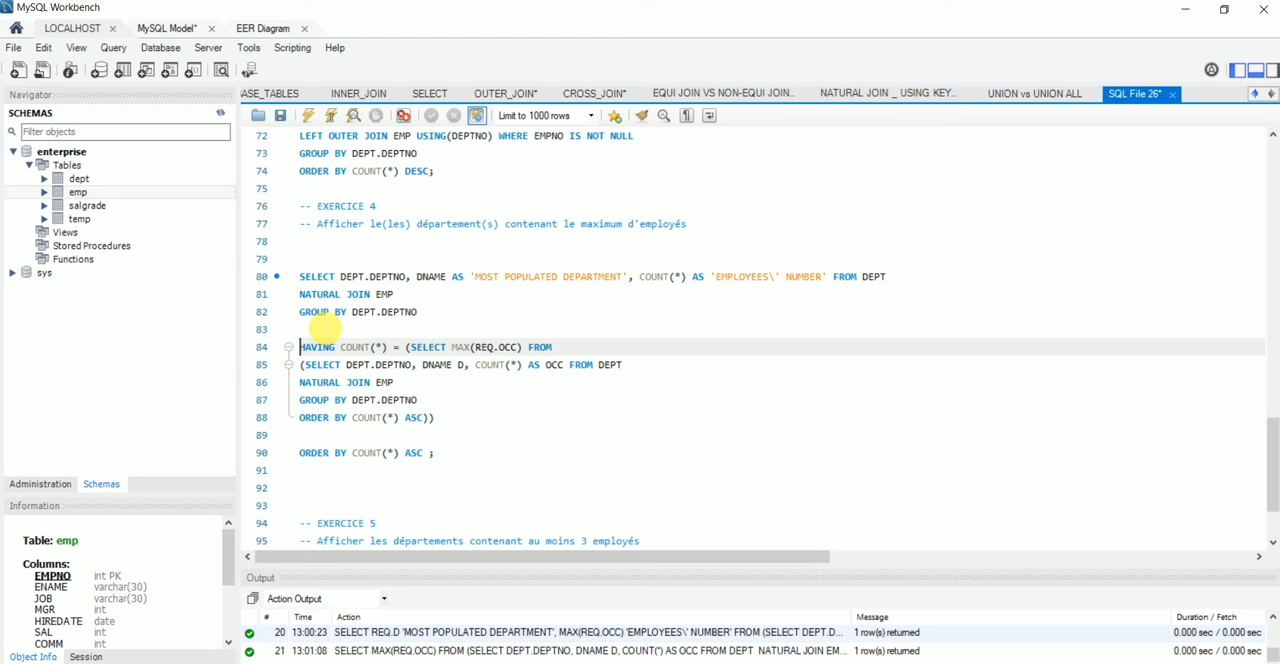 MySQL Workbench
LOCALHOST
MySQL Model*
EER Diagram
File Edit View Query Database Server Tools Scripting Help
Navigator
SCHEMAS
Filter objects
enterprise
Tables
dept
emp
salgrade
temp
Views
Stored Procedures
Functions
sys
Administration Schemas
Information
Table: emp
Columns:
EMPNO int PK
ENAME varchar(30)
JOB varchar(30)
MGR int
HIREDATE date
SAL int
COMM int
Object Info Session
ASE_TABLES INNER_JOIN SELECT OUTER_JOIN* CROSS_JOIN* EQUI JOIN VS NON-EQUI JOIN... NATURAL JOIN _ USING KEY... UNION vs UNION ALL SQL File 26*
Limit to 1000 rows
72 LEFT OUTER JOIN EMP USING(DEPTNO) WHERE EMPNO IS NOT NULL
73 GROUP BY DEPT.DEPTNO
74 ORDER BY COUNT(*) DESC;
75
76 -- EXERCICE 4
77 -- Afficher le(les) département(s) contenant le maximum d'employés
78
79
80 SELECT DEPT.DEPTNO, DNAME AS 'MOST POPULATED DEPARTMENT', COUNT(*) AS 'EMPLOYEES\' NUMBER' FROM DEPT
81 NATURAL JOIN EMP
82 GROUP BY DEPT.DEPTNO
83
84 HAVING COUNT(*) = (SELECT MAX(REQ.OCC) FROM
85 (SELECT DEPT.DEPTNO, DNAME D, COUNT(*) AS OCC FROM DEPT
86 NATURAL JOIN EMP
87 GROUP BY DEPT.DEPTNO
88 ORDER BY COUNT(*) ASC))
89
90 ORDER BY COUNT(*) ASC ;
91
92
93
94 -- EXERCICE 5
95 -- Afficher les départements contenant au moins 3 employés
Output
Action Output
# Time Action Message Duration / Fetch
20 13:00:23 SELECT REQ.D 'MOST POPULATED DEPARTMENT', MAX(REQ.OCC) 'EMPLOYEES\' NUMBER' FROM (SELECT DEPT.D... 1 row(s) returned 0.000 sec / 0.000 sec
21 13:01:08 SELECT MAX(REQ.OCC) FROM (SELECT DEPT.DEPTNO, DNAME D, COUNT(*) AS OCC FROM DEPT NATURAL JOIN EM... 1 row(s) returned 0.000 sec / 0.000 sec